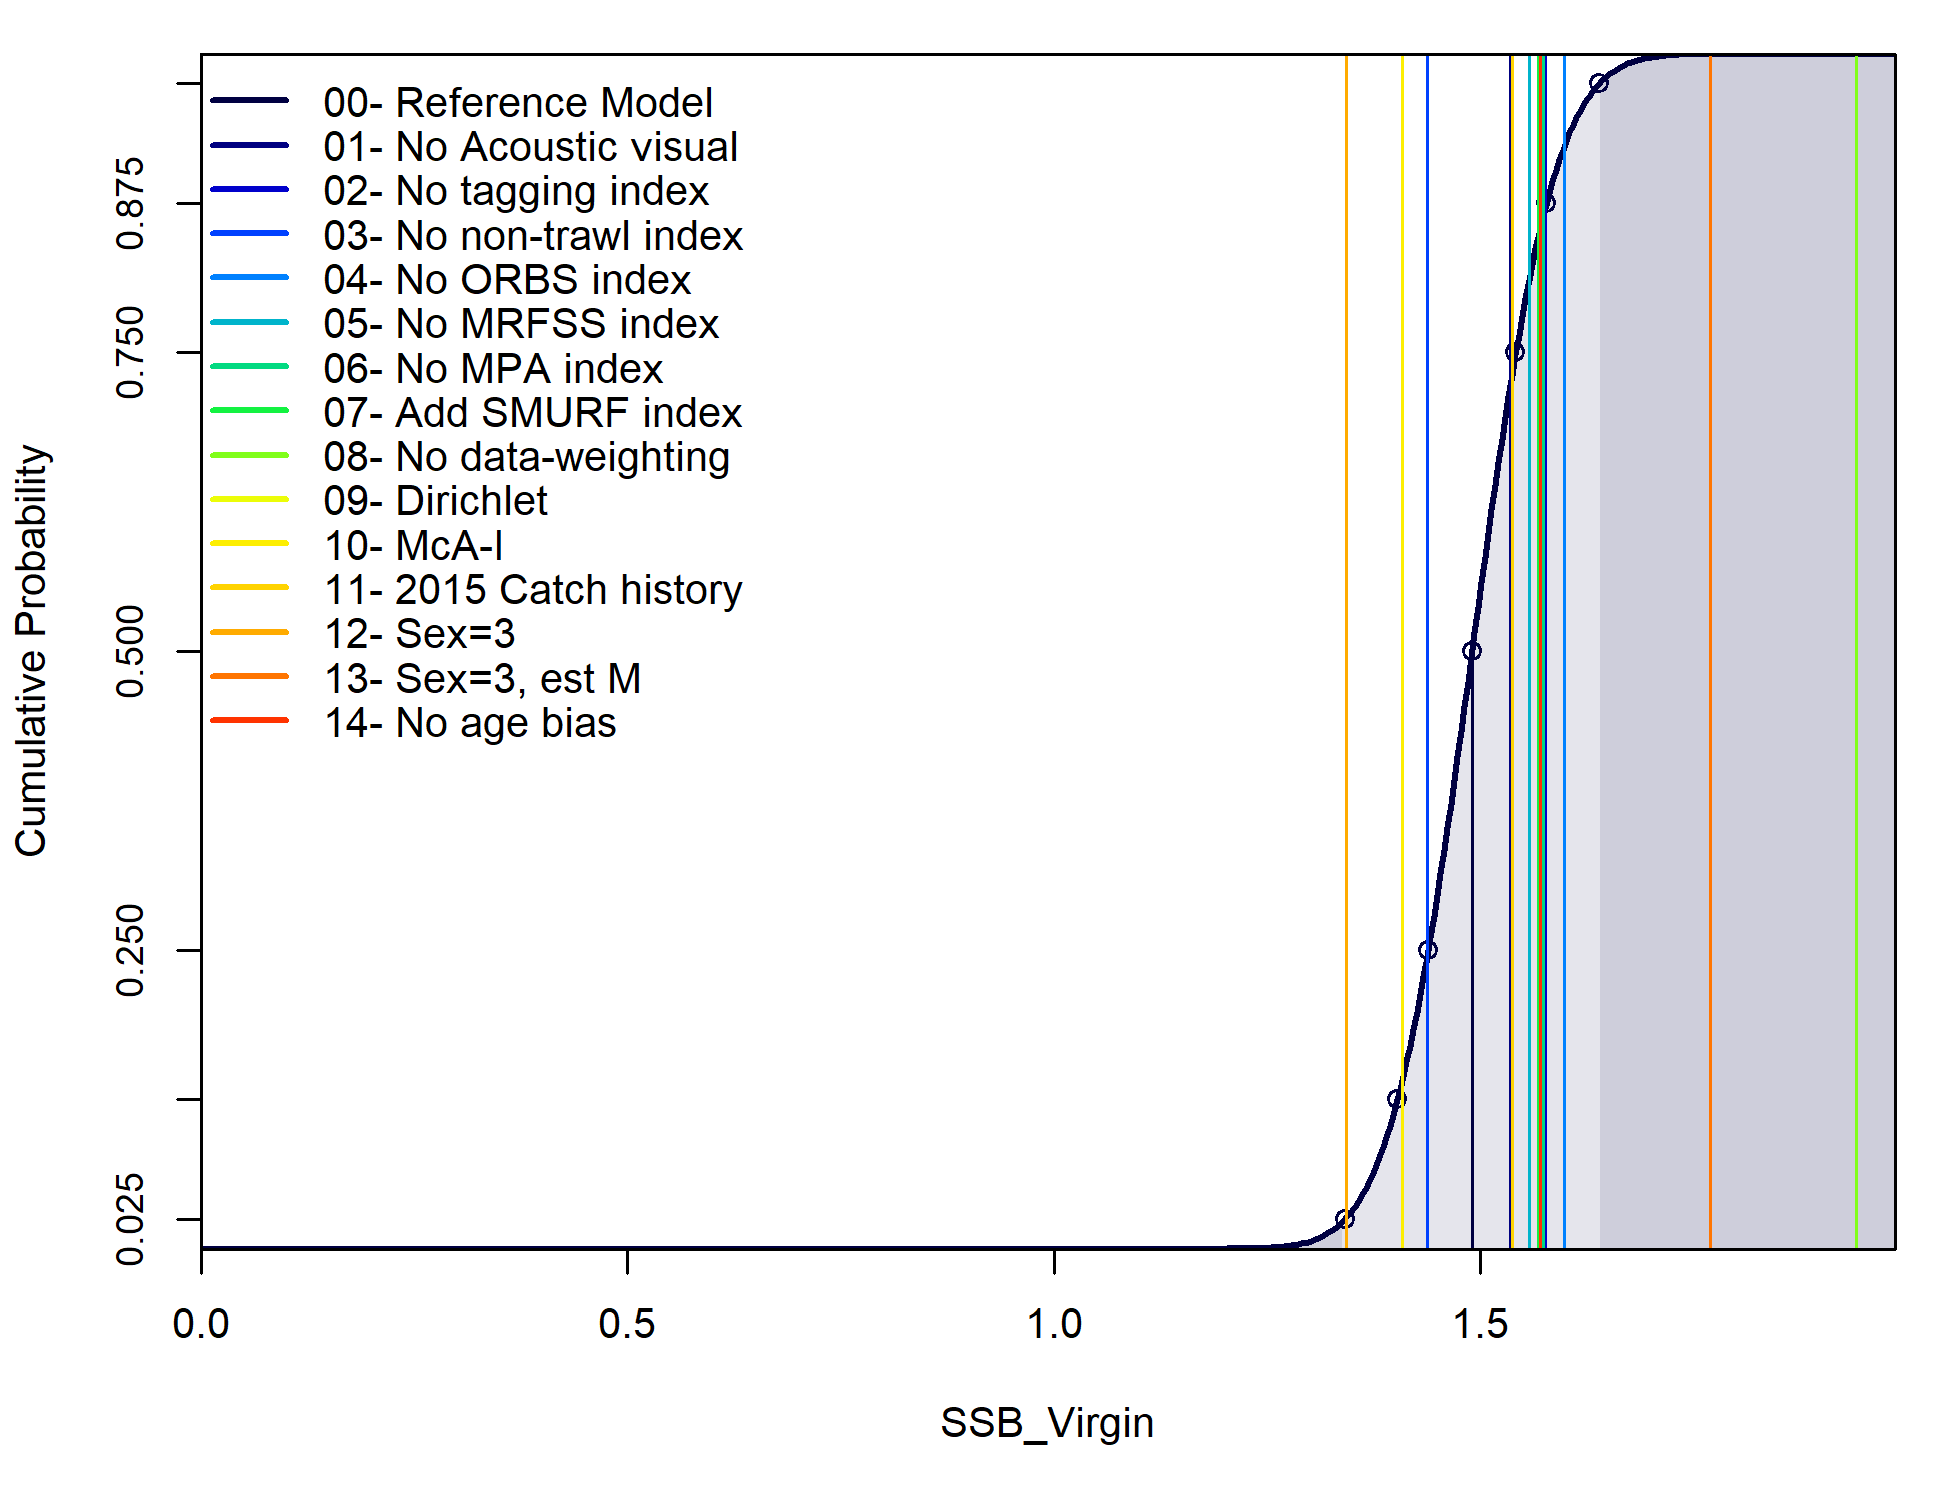 00- Reference Model
01- No Acoustic visual
02- No tagging index
03- No non-trawl index
04- No ORBS index
05- No MRFSS index
06- No MPA index
07- Add SMURF index
08- No data-weighting
09- Dirichlet
10- McA-I
11- 2015 Catch history
12- Sex=3
13- Sex=3, est M
14- No age bias
Cumulative Probability
0.875
0.750
0.500
0.250
0.025
0.0 0.5 1.0 1.5
SSB_Virgin